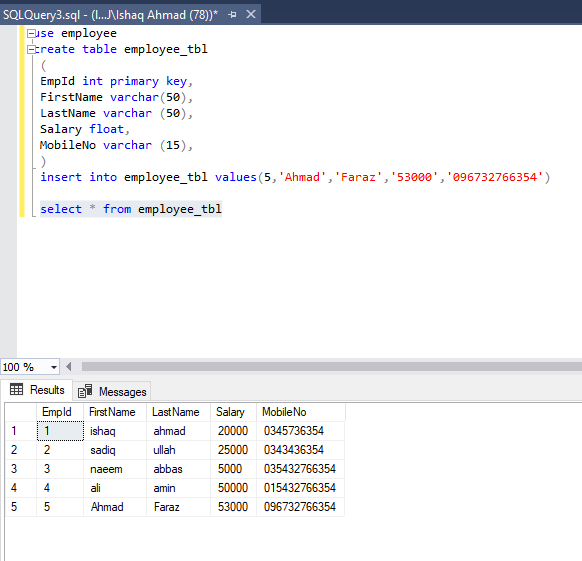 SQLQuery3.sql - (l...J\Ishaq Ahmad (78))*
use employee
create table employee_tbl
(
EmpId int primary key,
FirstName varchar(50),
LastName varchar (50),
Salary float,
MobileNo varchar (15),
)
insert into employee_tbl values(5,'Ahmad','Faraz','53000','096732766354')
select * from employee_tbl
100 %
Results Messages
EmpId FirstName LastName Salary MobileNo
1 1 ishaq ahmad 20000 0345736354
2 2 sadiq ullah 25000 0343436354
3 3 naeem abbas 5000 035432766354
4 4 ali amin 50000 015432766354
5 5 Ahmad Faraz 53000 096732766354